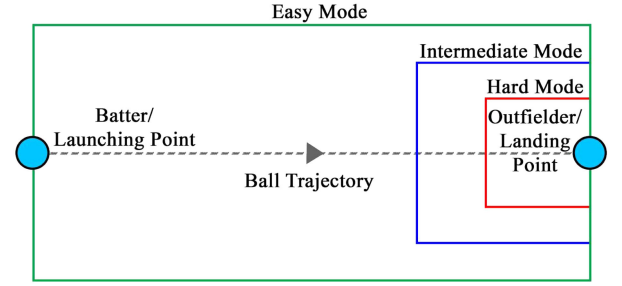 Easy Mode
Intermediate Mode
Hard Mode
Batter/
Launching Point
Outfielder/
Landing
Point
Ball Trajectory